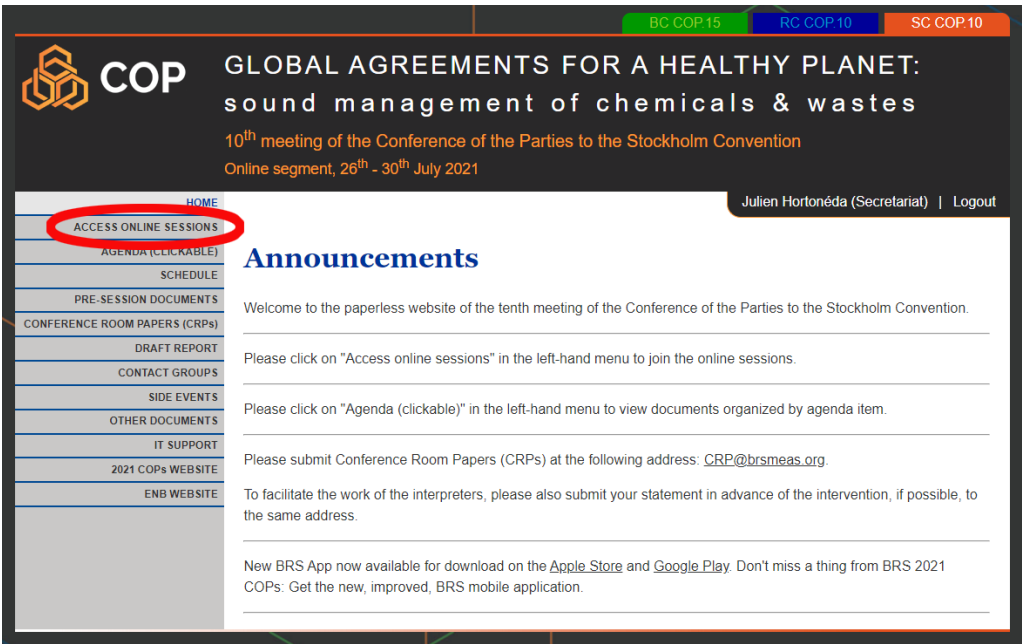 BC COP.15 RC COP.10 SC COP.10
COP
GLOBAL AGREEMENTS FOR A HEALTHY PLANET:
sound management of chemicals & wastes
10th meeting of the Conference of the Parties to the Stockholm Convention
Online segment, 26th - 30th July 2021
Julien Hortonéda (Secretariat) | Logout
HOME
ACCESS ONLINE SESSIONS
AGENDA (CLICKABLE)
SCHEDULE
PRE-SESSION DOCUMENTS
CONFERENCE ROOM PAPERS (CRPs)
DRAFT REPORT
CONTACT GROUPS
SIDE EVENTS
OTHER DOCUMENTS
IT SUPPORT
2021 COPs WEBSITE
ENB WEBSITE
Announcements
Welcome to the paperless website of the tenth meeting of the Conference of the Parties to the Stockholm Convention.
Please click on "Access online sessions" in the left-hand menu to join the online sessions.
Please click on "Agenda (clickable)" in the left-hand menu to view documents organized by agenda item.
Please submit Conference Room Papers (CRPs) at the following address: CRP@brsmeas.org.
To facilitate the work of the interpreters, please also submit your statement in advance of the intervention, if possible, to
the same address.
New BRS App now available for download on the Apple Store and Google Play. Don't miss a thing from BRS 2021
COPs: Get the new, improved, BRS mobile application.